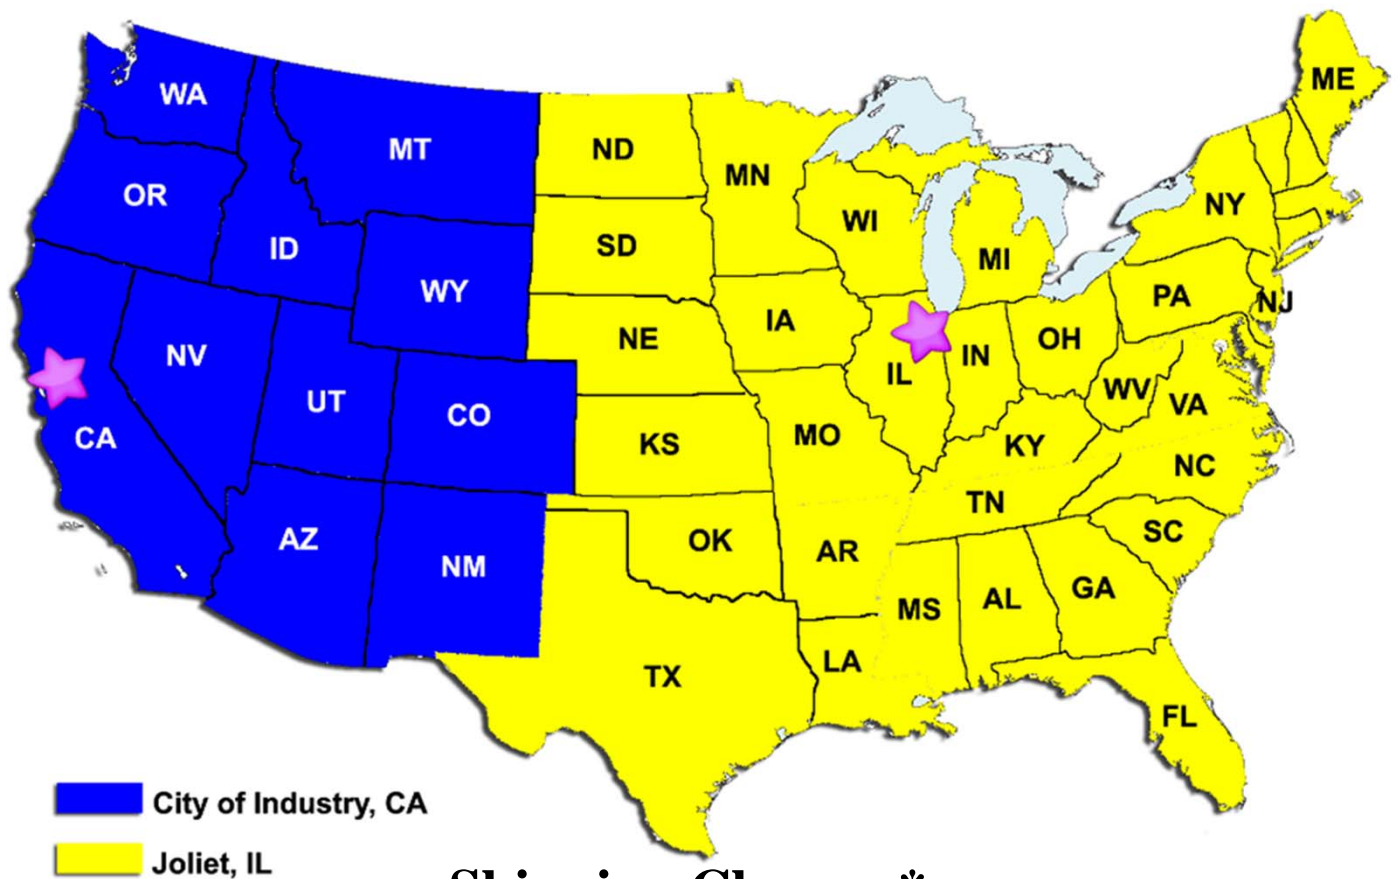 WA
MT
ND
MN
ME
OR
ID
SD
WI
NY
WY
MI
PA
NJ
NV
NE
IA
OH
IN
IL
UT
CO
WV
VA
CA
KS
MO
KY
NC
TN
AZ
NM
OK
AR
SC
MS
AL
GA
TX
LA
FL
City of Industry, CA
Joliet, IL